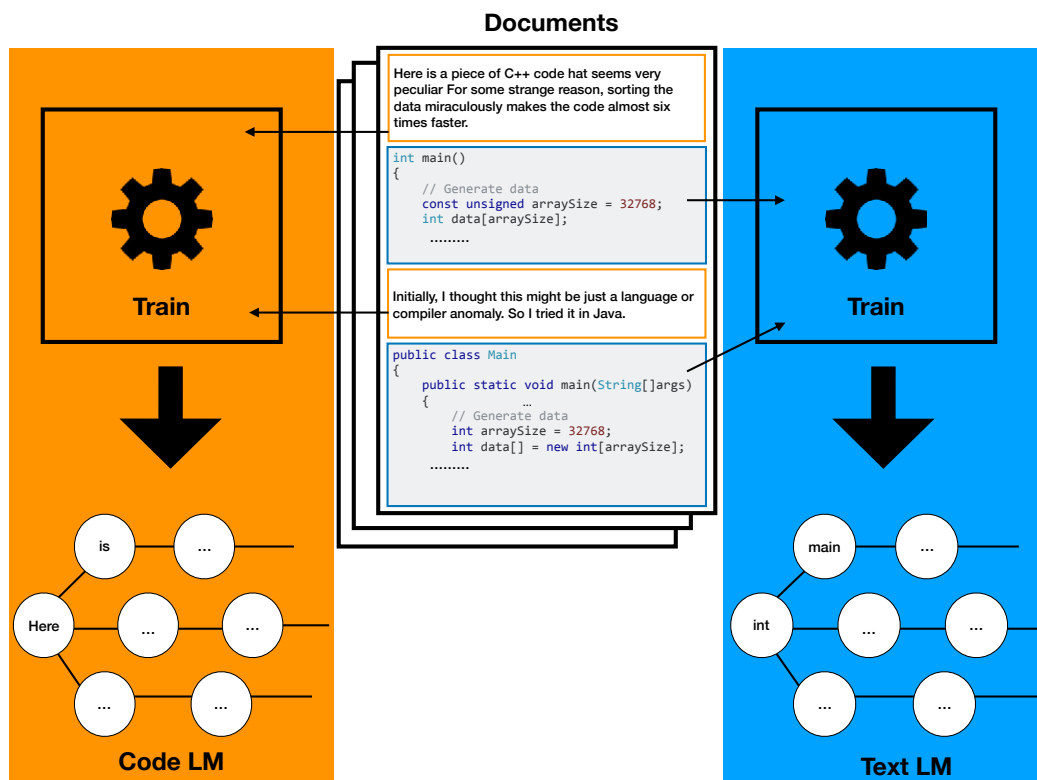 Documents
Here is a piece of C++ code hat seems very
peculiar For some strange reason, sorting the
data miraculously makes the code almost six
times faster.
int main()
{
// Generate data
const unsigned arraySize = 32768;
int data[arraySize];
.........
Initially, I thought this might be just a language or
compiler anomaly. So I tried it in Java.
public class Main
{
public static void main(String[]args)
{ …
// Generate data
int arraySize = 32768;
int data[] = new int[arraySize];
.........
Train
is
...
Here
...
...
...
...
Code LM
Train
main
...
int
...
...
...
...
Text LM